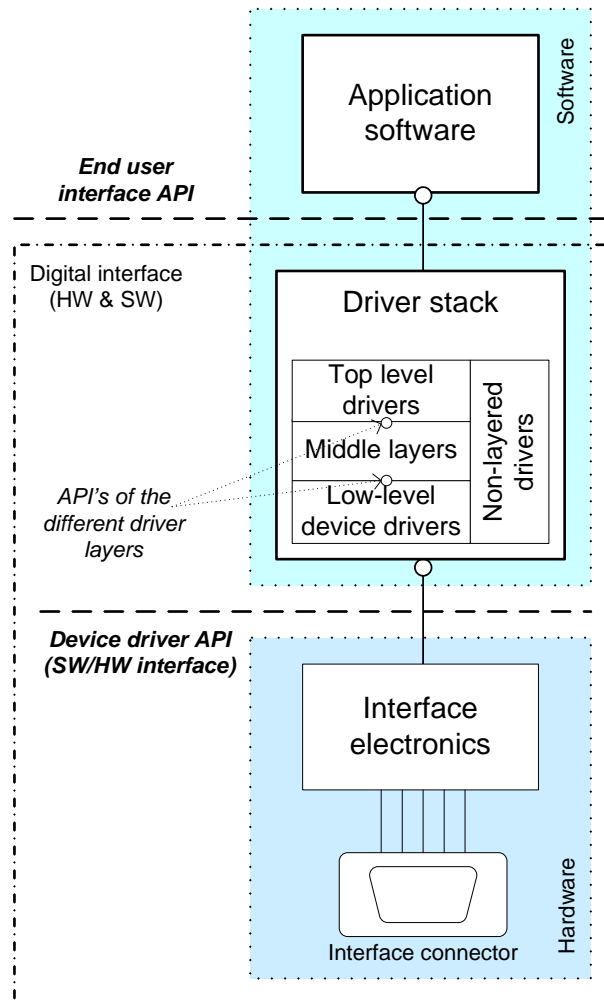 Software
Application
software
End user
interface API
Digital interface
(HW & SW)
Driver stack
Top level
drivers
Middle layers
Low-level
device drivers
Non-layered
drivers
API's of the
different driver
layers
Device driver API
(SW/HW interface)
Interface
electronics
Interface connector
Hardware